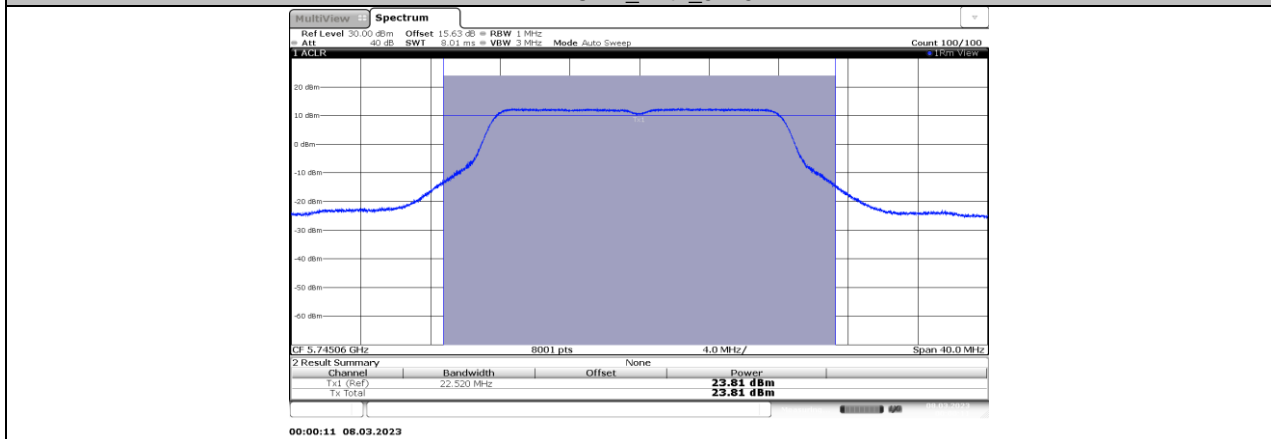 MultiView Spectrum
Ref Level 30.00 dBm Offset 15.63 dB RBW 1 MHz
Att 40 dB SWT 8.01 ms VBW 3 MHz Mode Auto Sweep Count 100/100
1 ACLR 1Rm View
20 dBm
10 dBm
Tx1
0 dBm
-10 dBm
-20 dBm
-30 dBm
-40 dBm
-50 dBm
-60 dBm
CF 5.74506 GHz 8001 pts 4.0 MHz/ Span 40.0 MHz
2 Result Summary None
Channel Bandwidth Offset Power
Tx1 (Ref) 22.520 MHz 23.81 dBm
Tx Total 23.81 dBm
08.03.2023
00:00:11 08.03.2023